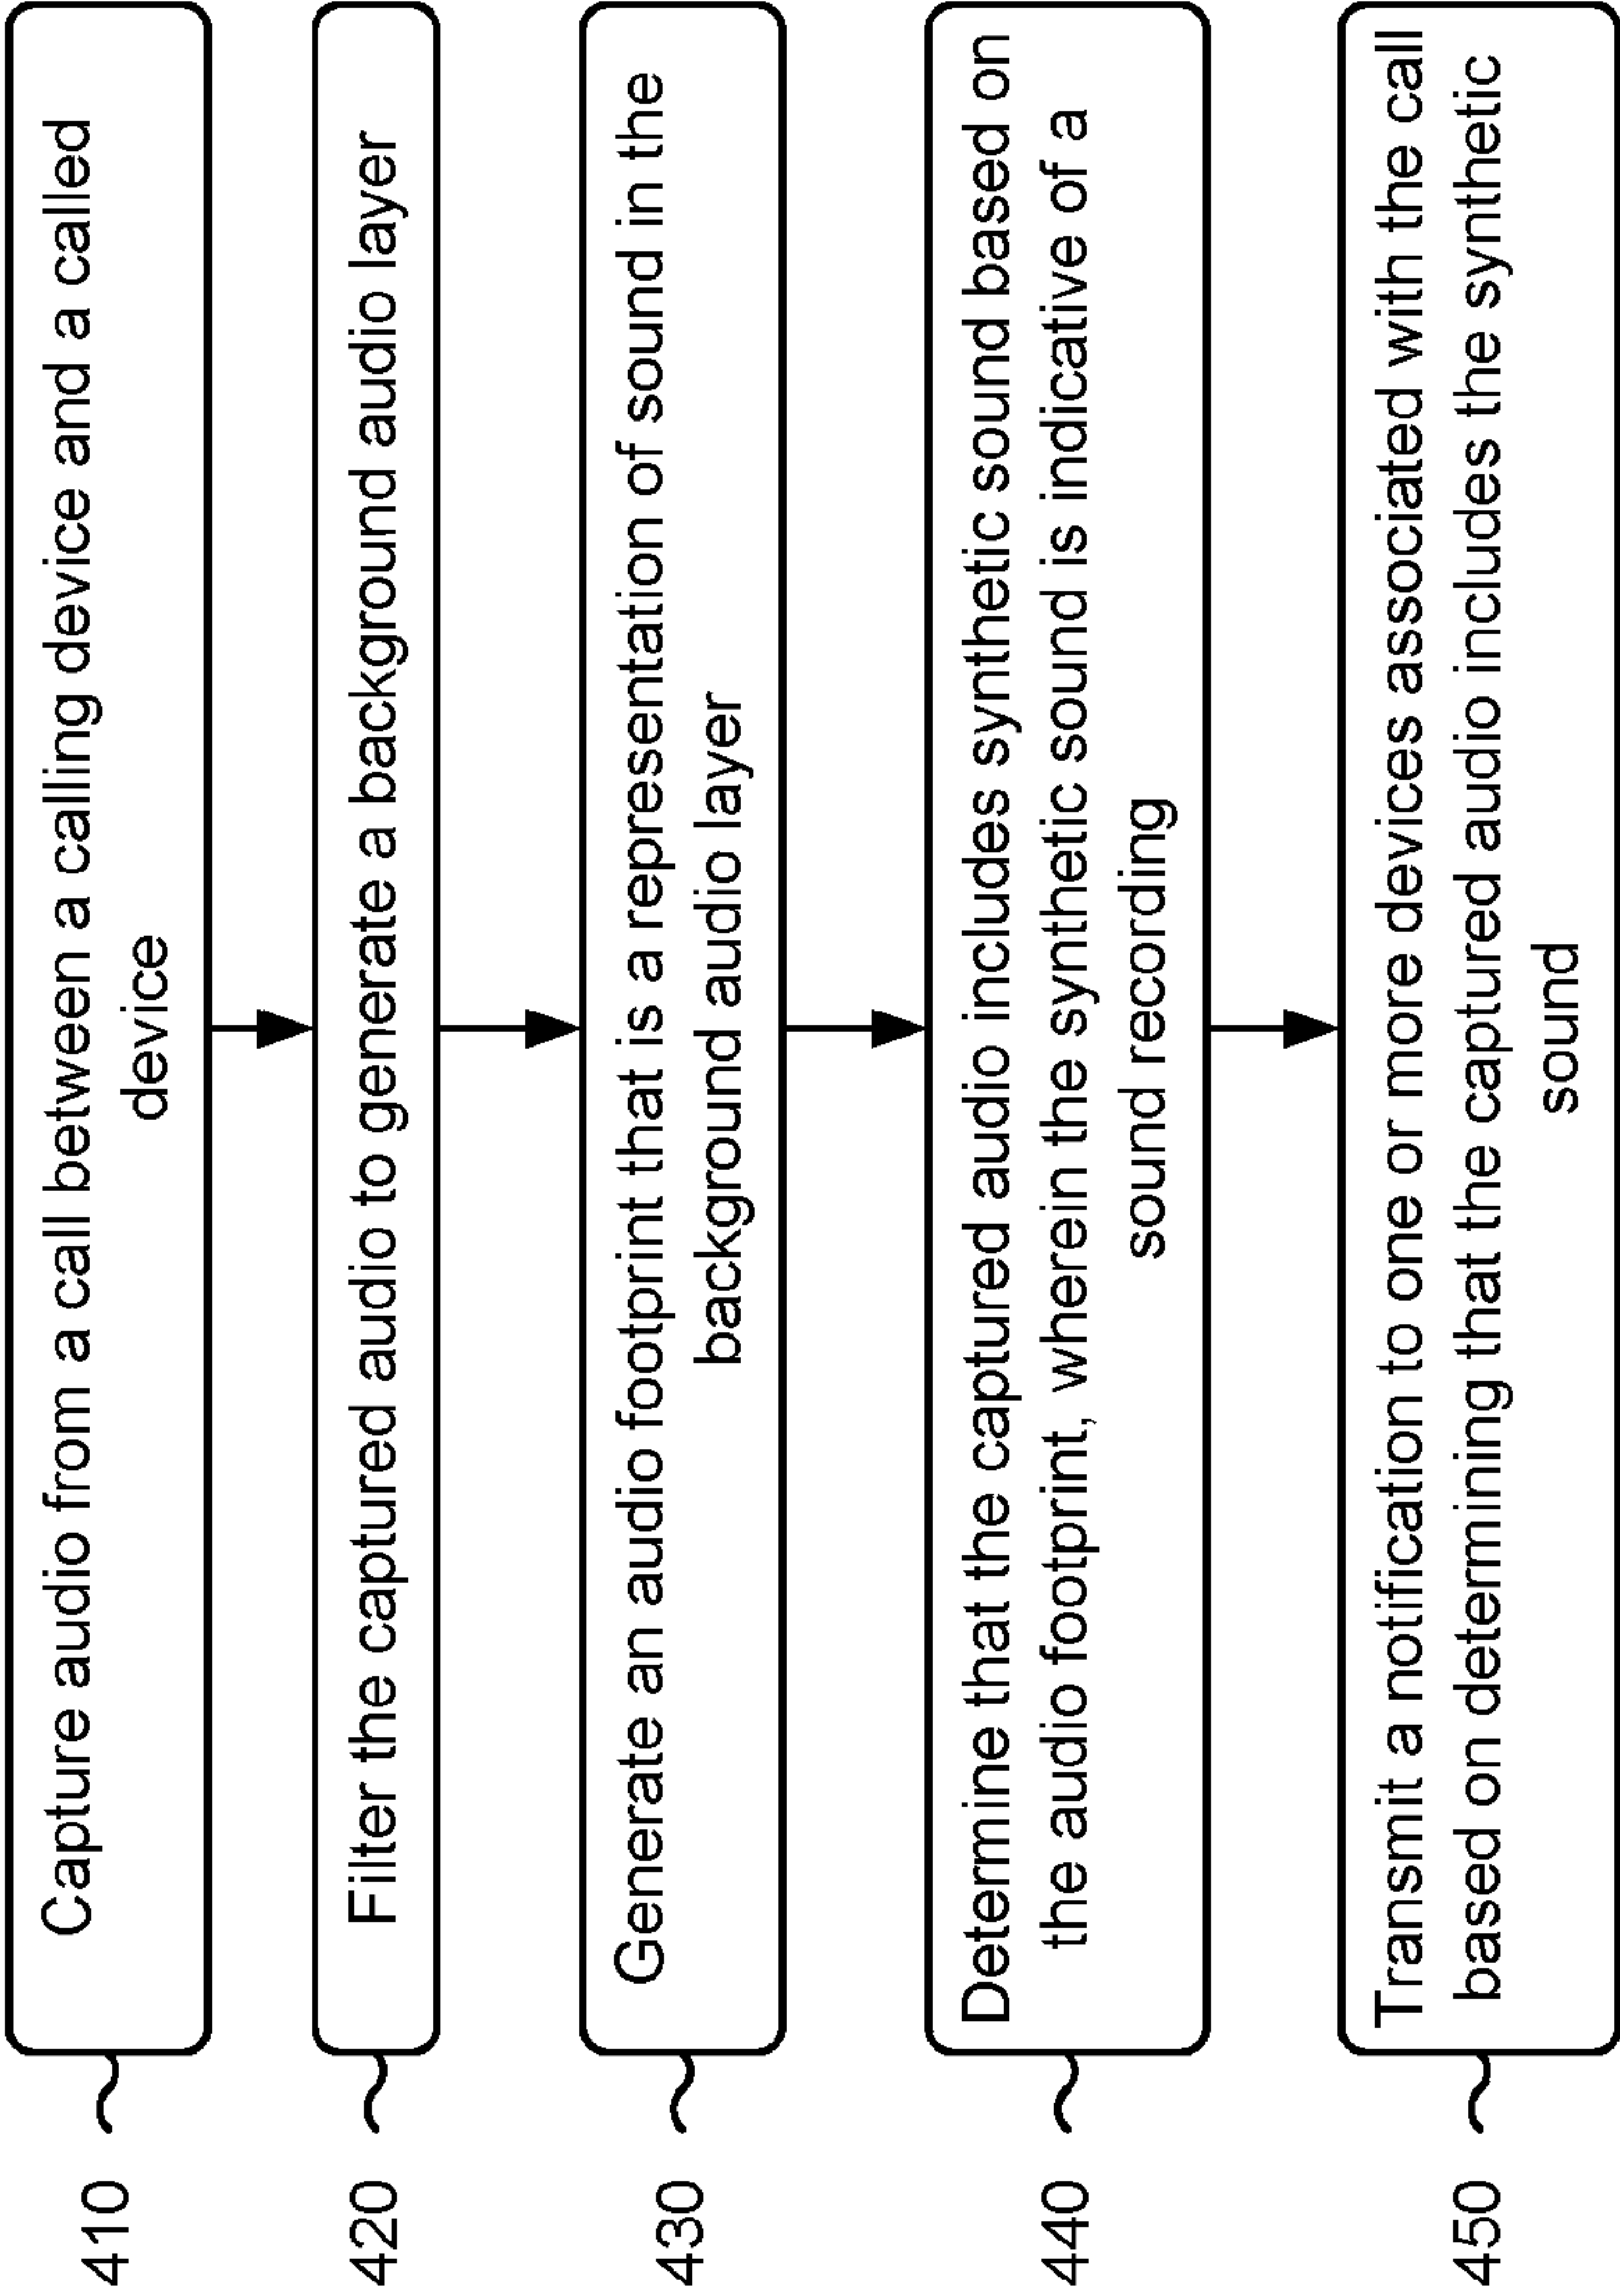 410
Capture audio from a call between a calling device and a called
device
420
Filter the captured audio to generate a background audio layer
430
Generate an audio footprint that is a representation of sound in the
background audio layer
440
Determine that the captured audio includes synthetic sound based on
the audio footprint, wherein the synthetic sound is indicative of a
sound recording
450
Transmit a notification to one or more devices associated with the call
based on determining that the captured audio includes the synthetic
sound